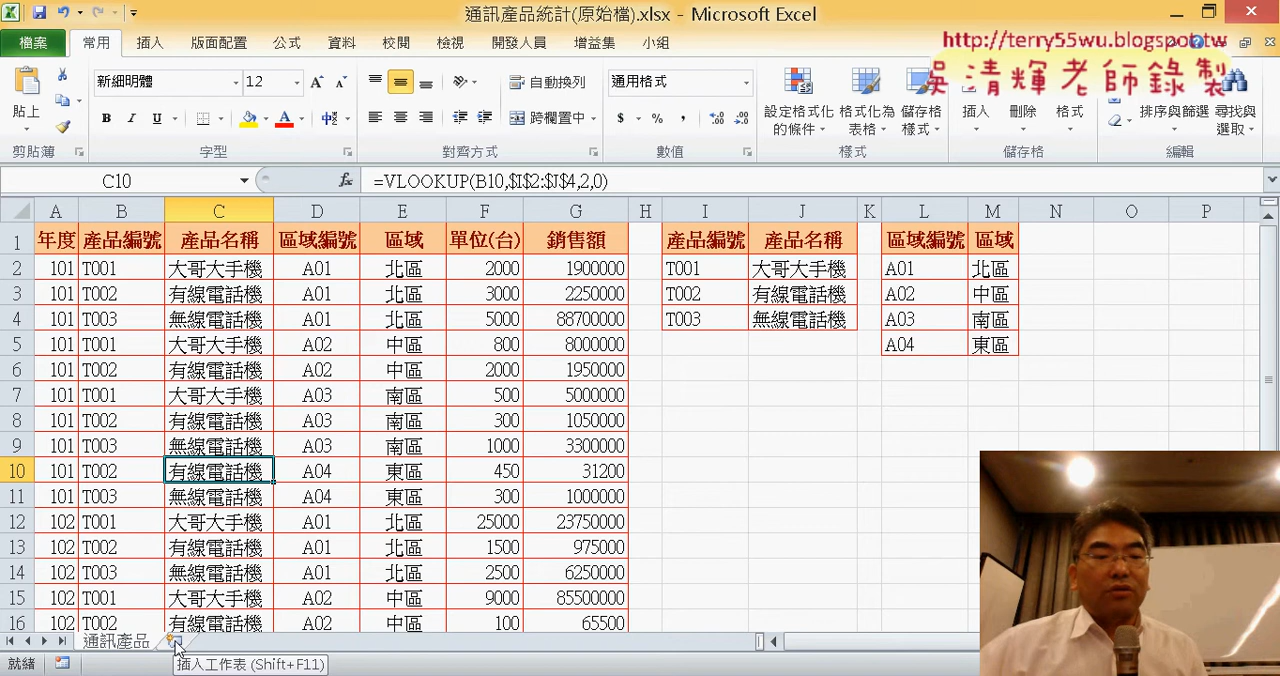 通訊產品統計(原始檔).xlsx - Microsoft Excel
檔案 常用 插入 版面配置 公式 資料 校閱 檢視 開發人員 增益集 小組
http://terry55wu.blogspot.tw
吳清輝老師錄製
新細明體 12 自動換列 通用格式
貼上 B I U 中 跨欄置中 $ % , 設定格式化的條件 格式化為表格 儲存格樣式 插入 刪除 格式 排序與篩選 尋找與選取
剪貼簿 字型 對齊方式 數值 樣式 儲存格 編輯
C10 fx =VLOOKUP(B10,$I$2:$J$4,2,0)
A B C D E F G H I J K L M N O P
1 年度 產品編號 產品名稱 區域編號 區域 單位(台) 銷售額 產品編號 產品名稱 區域編號 區域
2 101 T001 大哥大手機 A01 北區 2000 1900000 T001 大哥大手機 A01 北區
3 101 T002 有線電話機 A01 北區 3000 2250000 T002 有線電話機 A02 中區
4 101 T003 無線電話機 A01 北區 5000 88700000 T003 無線電話機 A03 南區
5 101 T001 大哥大手機 A02 中區 800 8000000 A04 東區
6 101 T002 有線電話機 A02 中區 2000 1950000
7 101 T001 大哥大手機 A03 南區 500 5000000
8 101 T002 有線電話機 A03 南區 300 1050000
9 101 T003 無線電話機 A03 南區 1000 3300000
10 101 T002 有線電話機 A04 東區 450 31200
11 101 T003 無線電話機 A04 東區 300 1000000
12 102 T001 大哥大手機 A01 北區 25000 23750000
13 102 T002 有線電話機 A01 北區 1500 975000
14 102 T003 無線電話機 A01 北區 2500 6250000
15 102 T001 大哥大手機 A02 中區 9000 85500000
16 102 T002 有線電話機 A02 中區 100 65500
通訊產品
就緒 插入工作表 (Shift+F11)